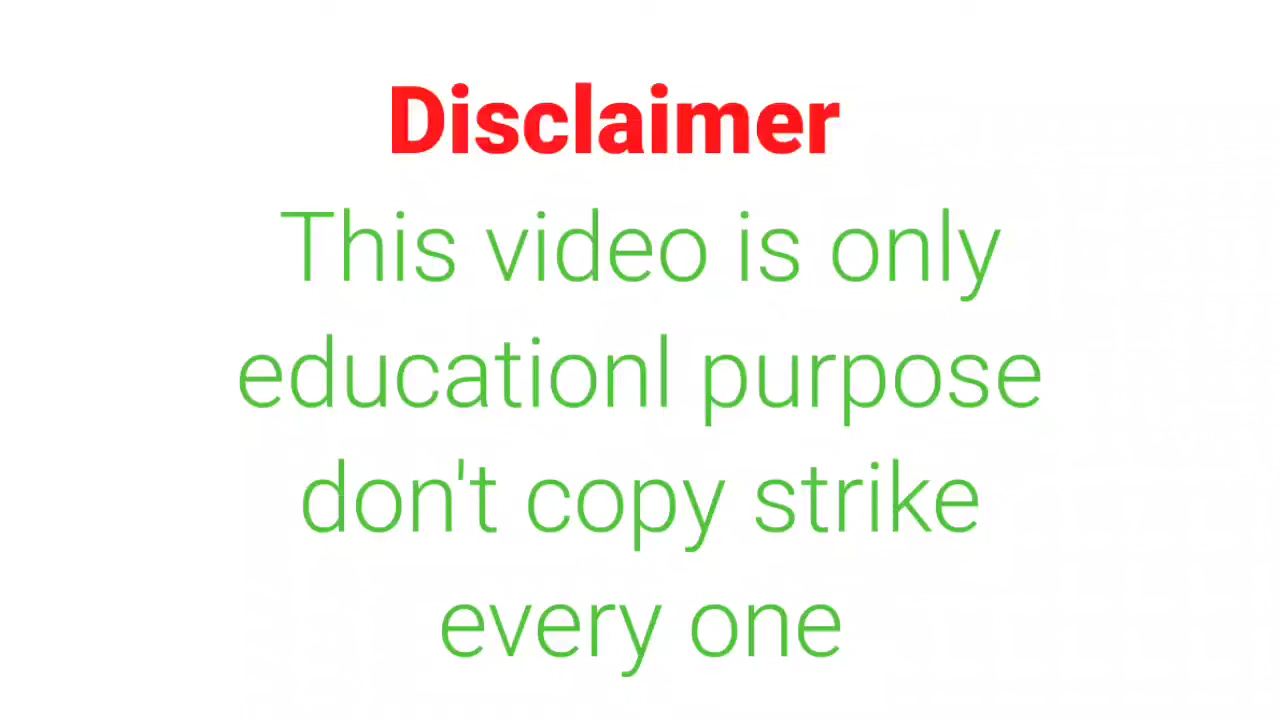 Disclaimer
This video is only
educationl purpose
don't copy strike
every one